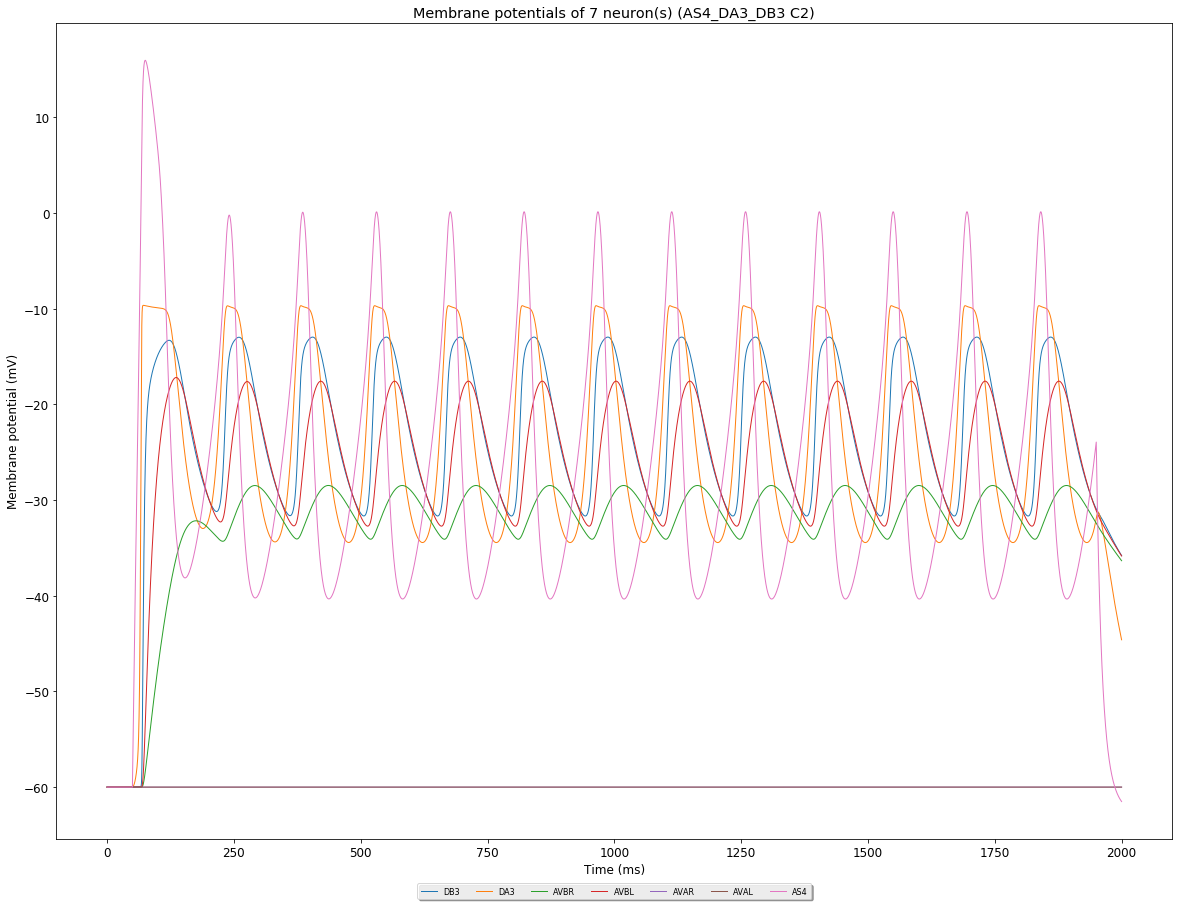 Membrane potentials of 7 neuron(s) (AS4_DA3_DB3 C2)
Membrane potential (mV)
10
0
−10
−20
−30
−40
−50
−60
0 250 500 750 1000 1250 1500 1750 2000
Time (ms)
DB3 DA3 AVBR AVBL AVAR AVAL AS4